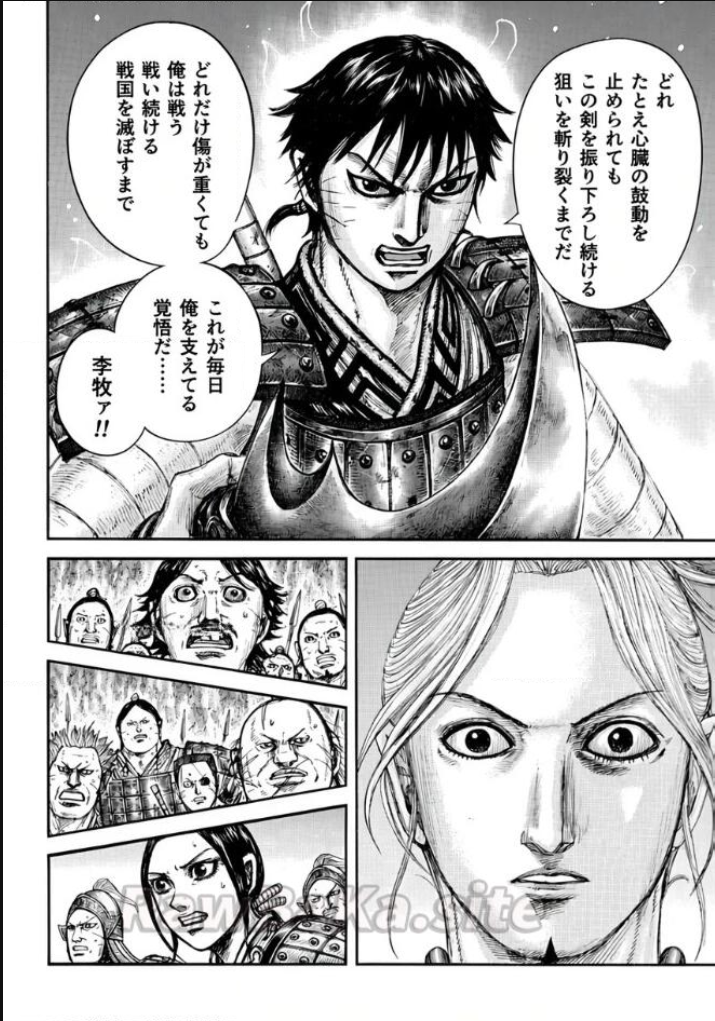 どれ
たとえ心臓の鼓動を
止められても
この剣を振り下ろし続ける
狙いを斬り裂くまでだ
どれだけ傷が重くても
俺は戦う
戦い続ける
戦国を滅ぼすまで
これが毎日
俺を支えてる
覚悟だ……
李牧ァ!!